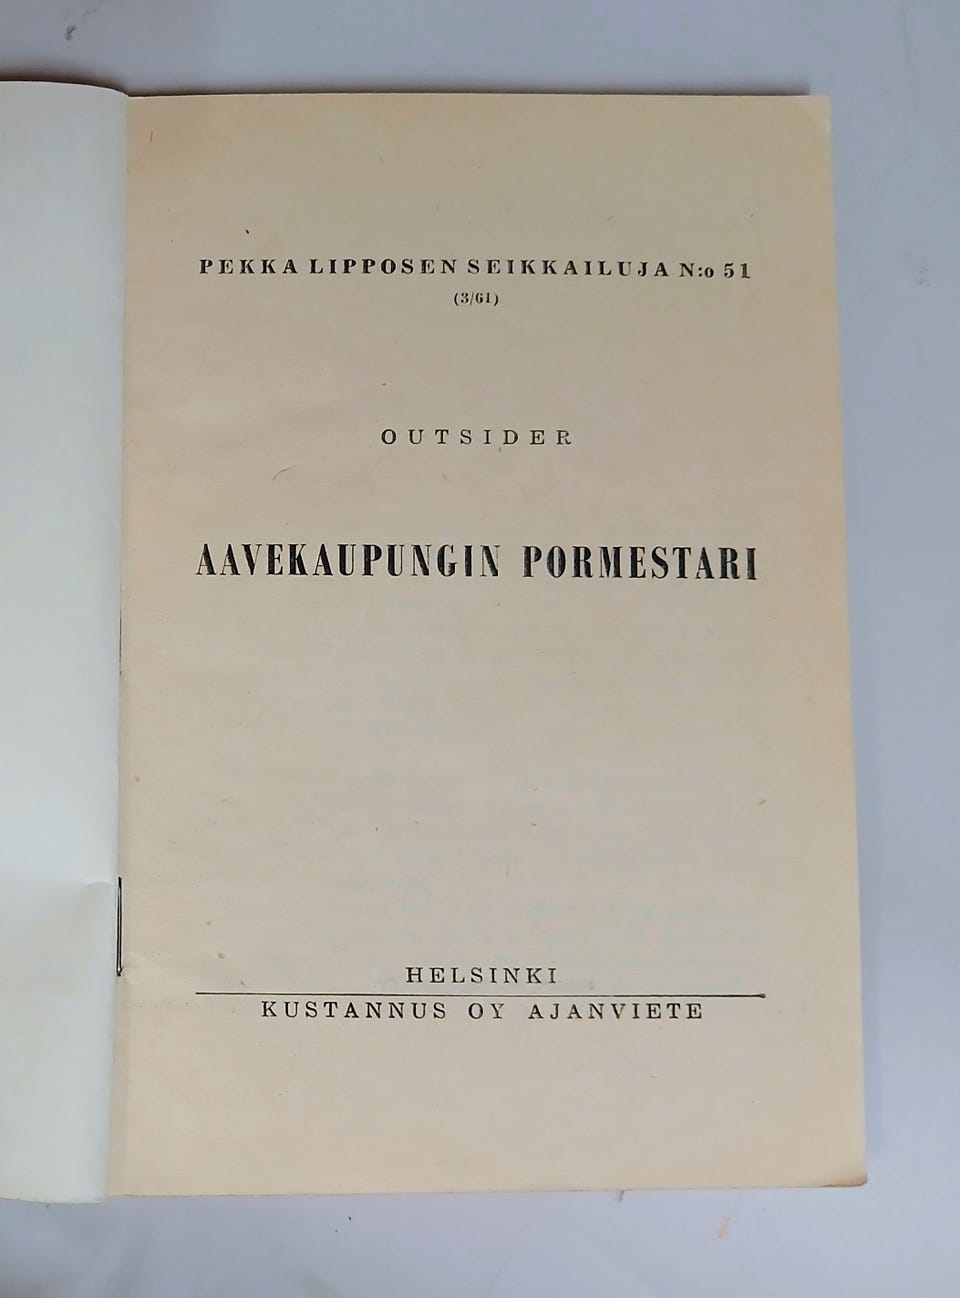 PEKKA LIPPOSEN SEIKKAILUJA N:o 51
(3/61)
OUTSIDER
AAVEKAUPUNGIN PORMESTARI
HELSINKI
KUSTANNUS OY AJANVIETE